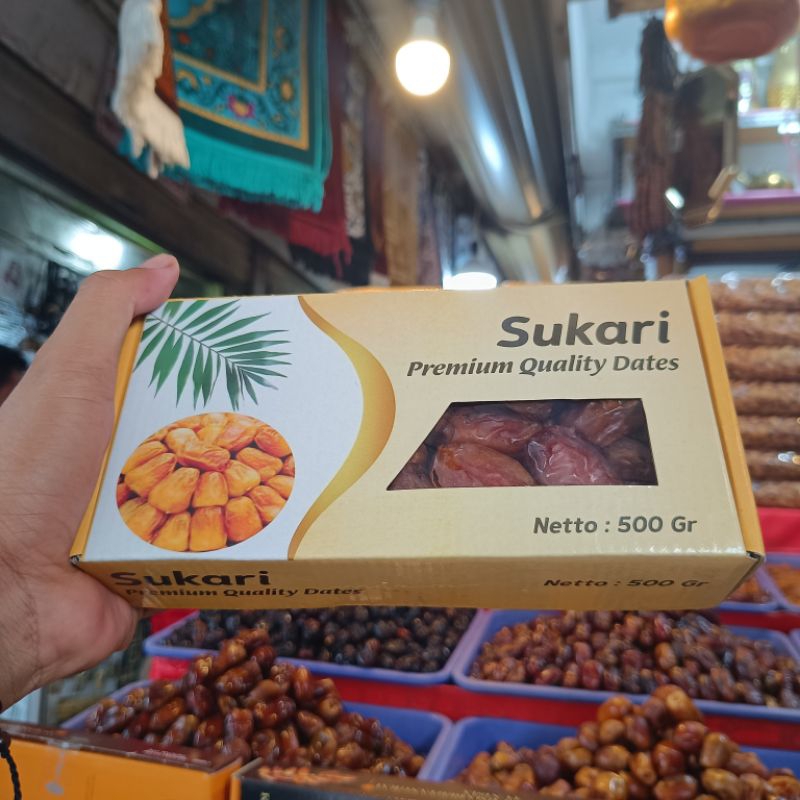 Sukari
Premium Quality Dates
Netto : 500 Gr
Sukari
Premium Quality Dates
Netto : 500 Gr